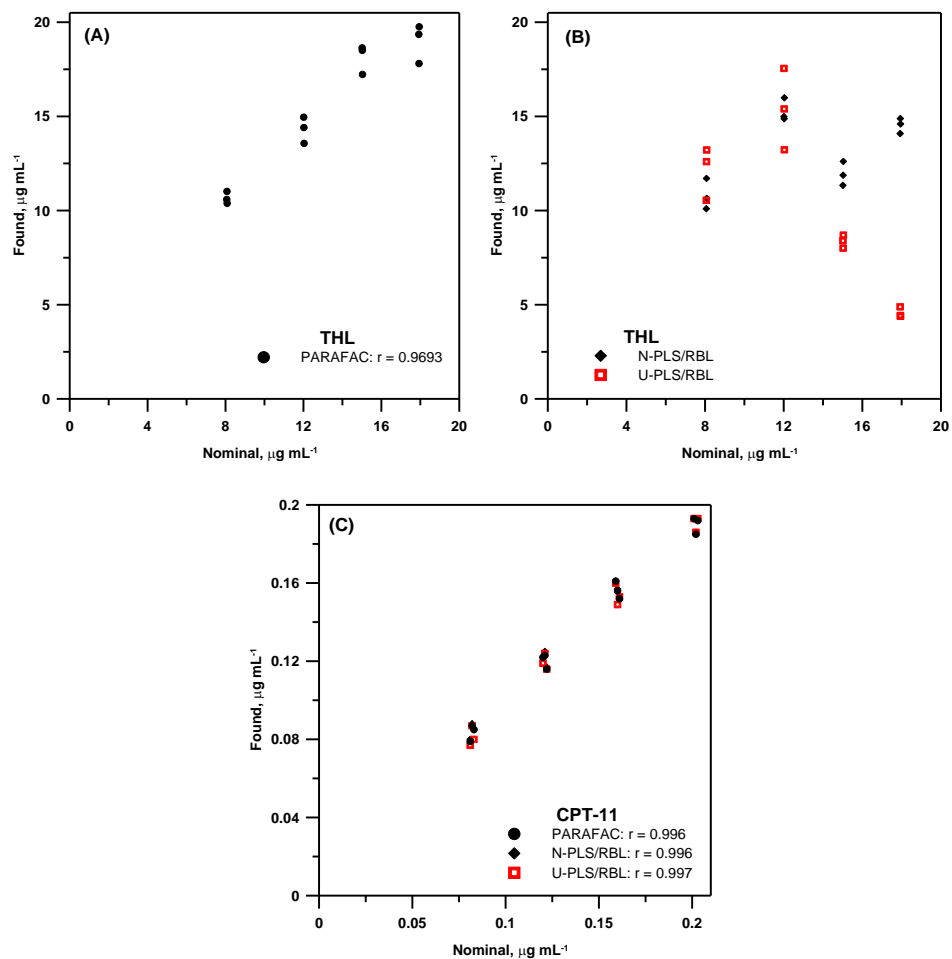 (A)
20
15
10
5
0
Found, µg mL⁻¹
THL
PARAFAC: r = 0.9693
0 4 8 12 16 20
Nominal, µg mL⁻¹
(B)
20
15
10
5
0
Found, µg mL⁻¹
THL
N-PLS/RBL
U-PLS/RBL
0 4 8 12 16 20
Nominal, µg mL⁻¹
(C)
0.2
0.16
0.12
0.08
0.04
0
Found, µg mL⁻¹
CPT-11
PARAFAC: r = 0.996
N-PLS/RBL: r = 0.996
U-PLS/RBL: r = 0.997
0 0.05 0.1 0.15 0.2
Nominal, µg mL⁻¹